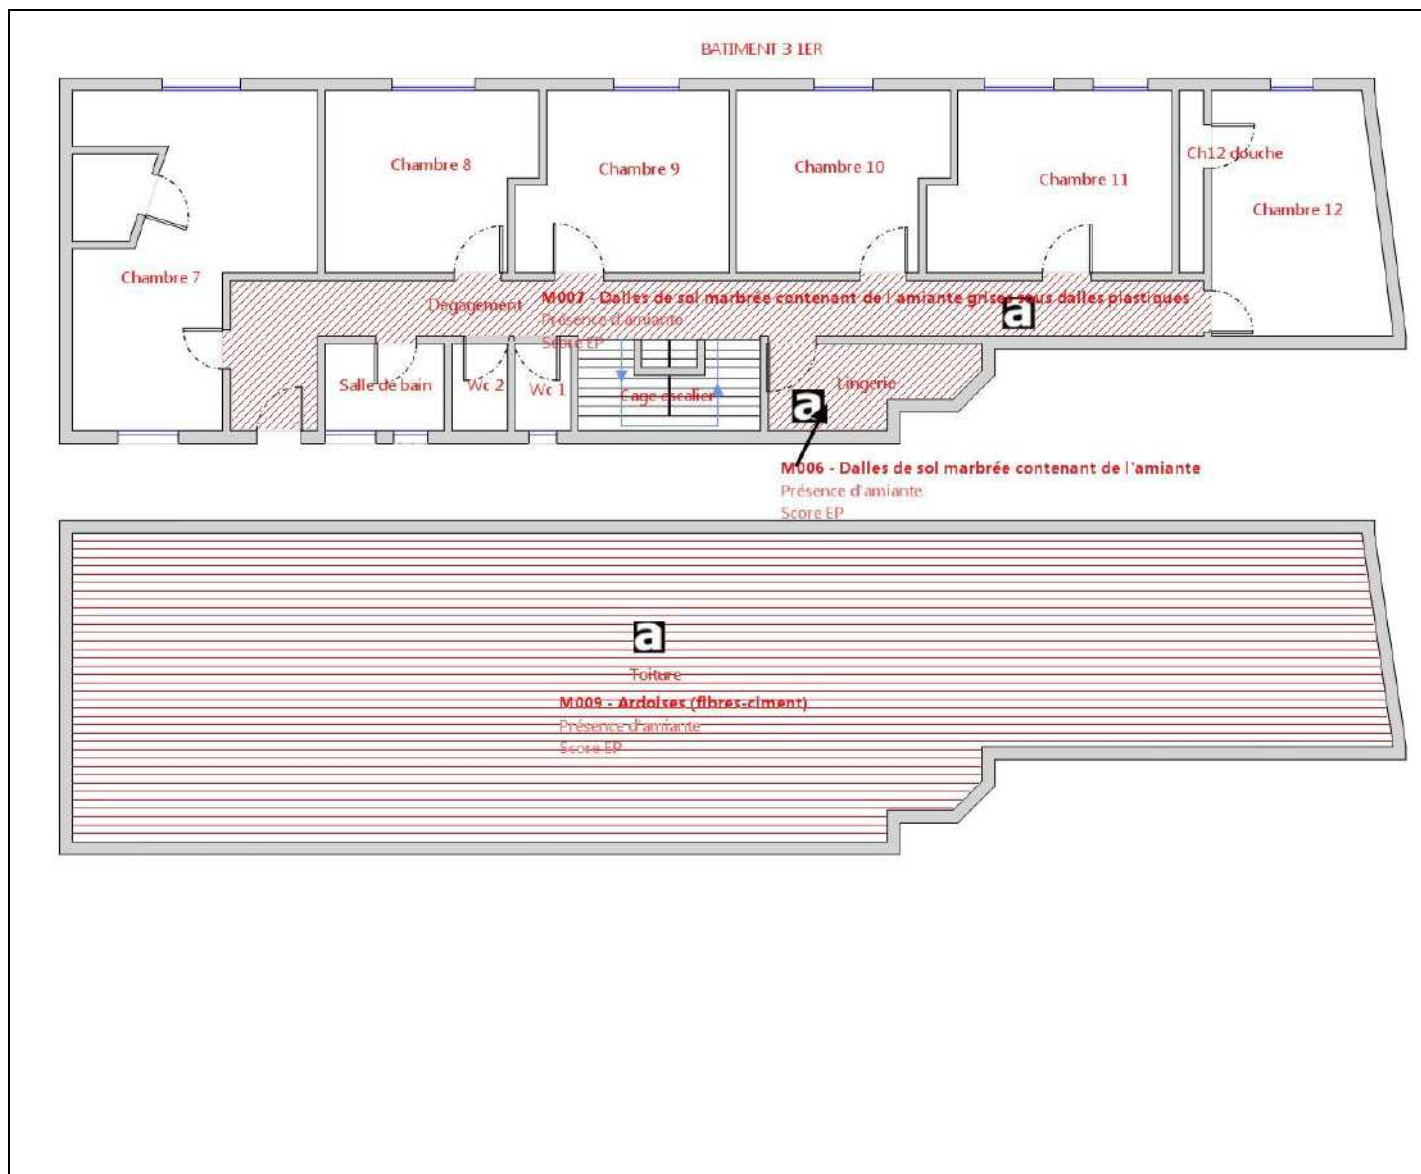 BATIMENT 3 1ER
Chambre 8
Chambre 9
Chambre 10
Chambre 11
Ch12 douche
Chambre 12
Chambre 7
Dégagement
M007 - Dalles de sol marbrée contenant de l'amiante grises sous dalles plastiques
Présence d'amiante
Score EP
a
Salle de bain
Wc 2
Wc 1
Cage escalier
Lingerie
a
M006 - Dalles de sol marbrée contenant de l'amiante
Présence d'amiante
Score EP
a
Toiture
M009 - Ardoises (fibres-ciment)
Présence d'amiante
Score EP